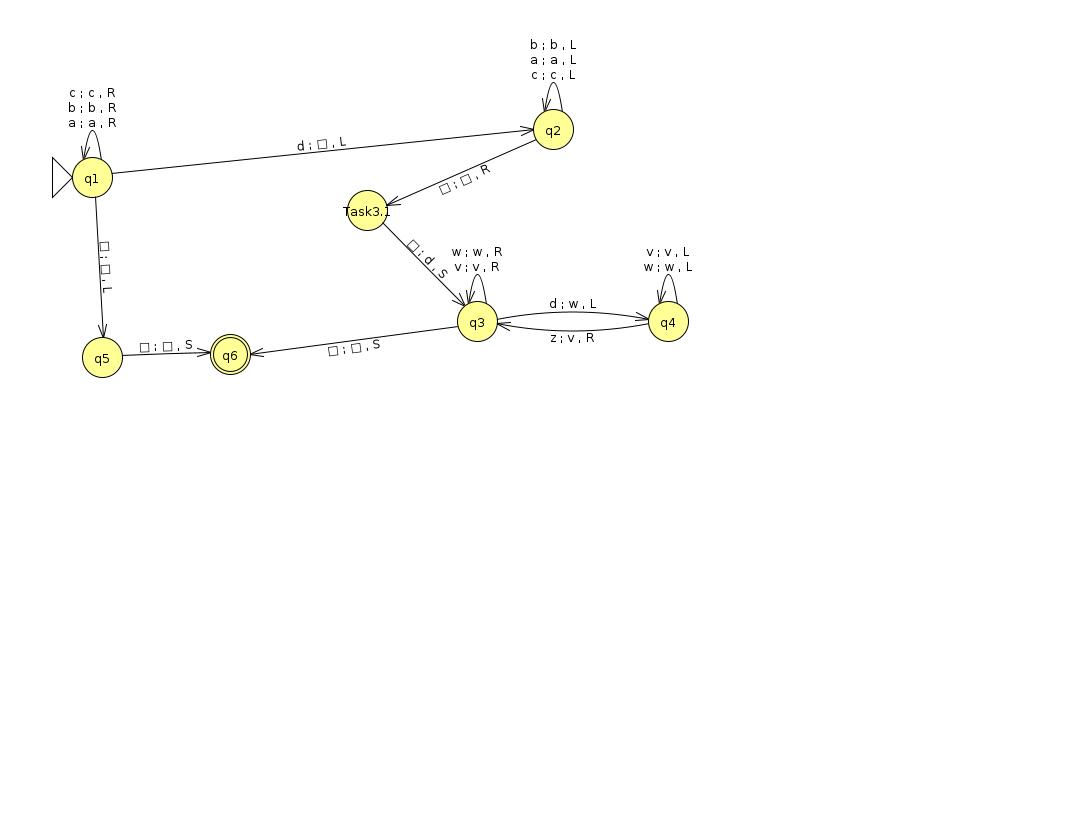 b ; b , L
a ; a , L
c ; c , L
c ; c , R
b ; b , R
a ; a , R
q2
d ; □ , L
q1
□ ; □ , R
Task3.1
□ ; d , S
w ; w , R
v ; v , R
v ; v , L
w ; w , L
□ ; □ , L
d ; w , L
q3
q4
z ; v , R
□ ; □ , S
□ ; □ , S
q5
q6